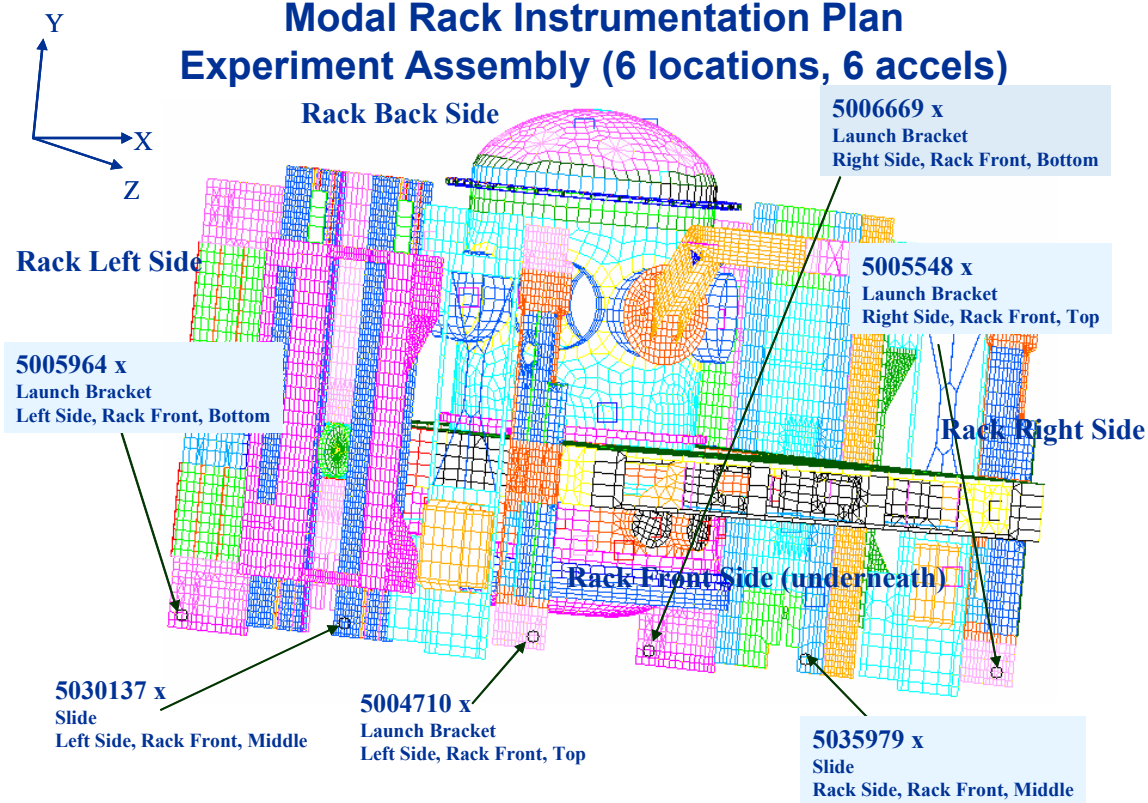 Modal Rack Instrumentation Plan
Experiment Assembly (6 locations, 6 accels)
Y
X
Z
Rack Back Side
5006669 x
Launch Bracket
Right Side, Rack Front, Bottom
Rack Left Side
5005548 x
Launch Bracket
Right Side, Rack Front, Top
5005964 x
Launch Bracket
Left Side, Rack Front, Bottom
Rack Right Side
Rack Front Side (underneath)
5030137 x
Slide
Left Side, Rack Front, Middle
5004710 x
Launch Bracket
Left Side, Rack Front, Top
5035979 x
Slide
Rack Side, Rack Front, Middle